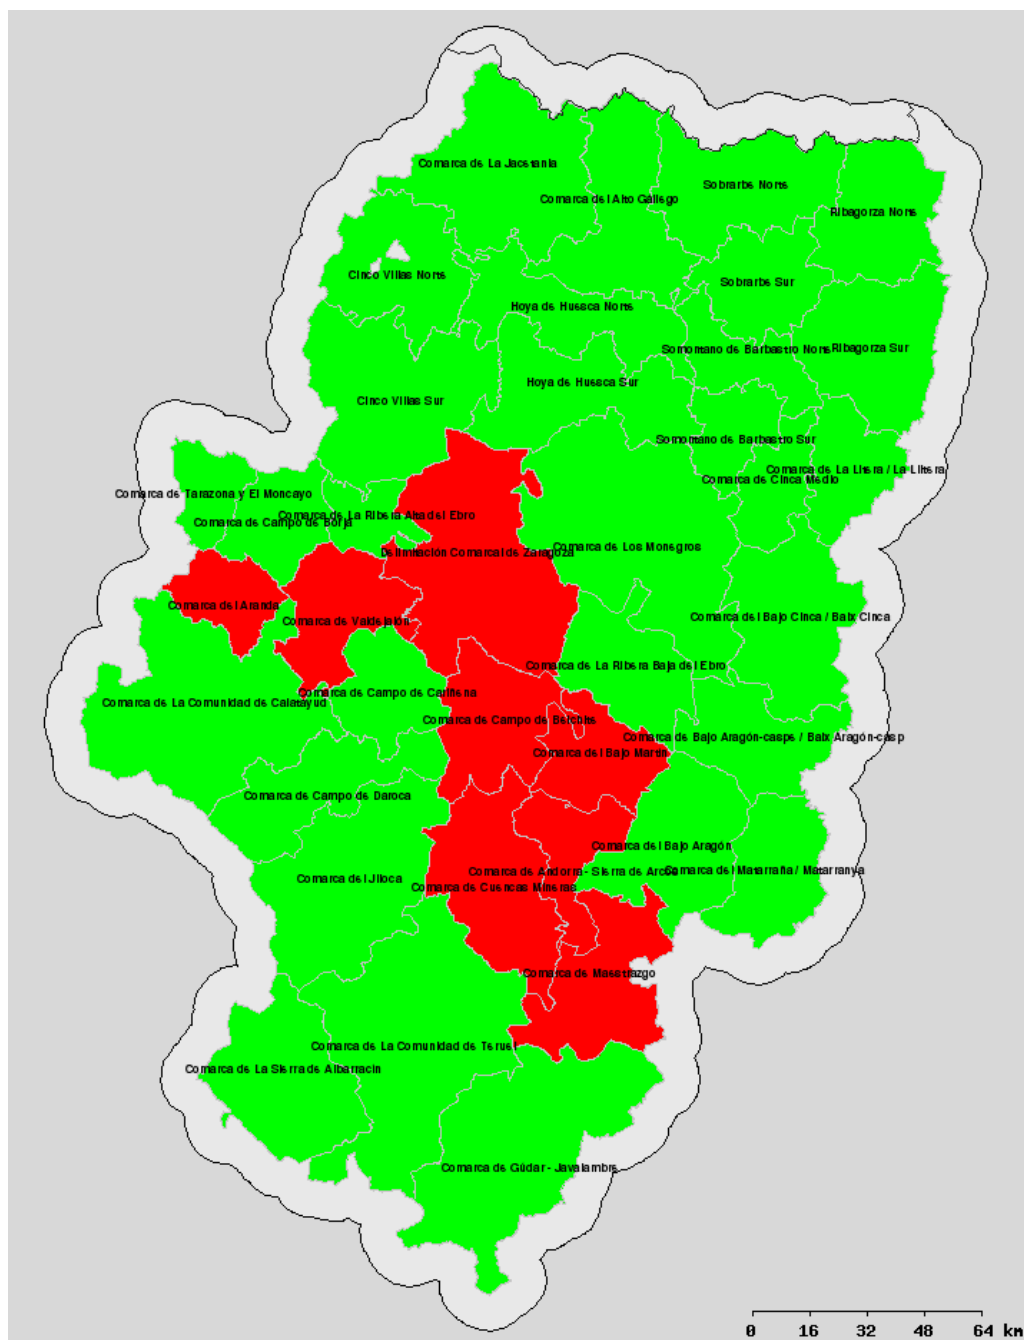 Comarca de La Jacetania
Sobrarbe Norte
Comarca del Alto Gállego
Ribagorza Norte
Cinco Villas Norte
Sobrarbe Sur
Hoya de Huesca Norte
Somontano de Barbastro Norte
Ribagorza Sur
Hoya de Huesca Sur
Cinco Villas Sur
Somontano de Barbastro Sur
Comarca de La Litera / La Llitera
Comarca de Cinca Medio
Comarca de Tarazona y El Moncayo
Comarca de La Ribera Alta del Ebro
Comarca de Campo de Borja
Delimitación Comarcal de Zaragoza
Comarca de Los Monegros
Comarca del Aranda
Comarca de Valdejalón
Comarca del Bajo Cinca / Baix Cinca
Comarca de La Ribera Baja del Ebro
Comarca de Campo de Cariñena
Comarca de La Comunidad de Calatayud
Comarca de Campo de Belchite
Comarca de Bajo Aragón-caspe / Baix Aragón-casp
Comarca del Bajo Martín
Comarca de Campo de Daroca
Comarca del Bajo Aragón
Comarca de Andorra - Sierra de Arcos
Comarca del Matarraña / Matarranya
Comarca del Jiloca
Comarca de Cuencas Mineras
Comarca de Maestrazgo
Comarca de La Comunidad de Teruel
Comarca de La Sierra de Albarracín
Comarca de Gúdar - Javalambre
0 16 32 48 64 km